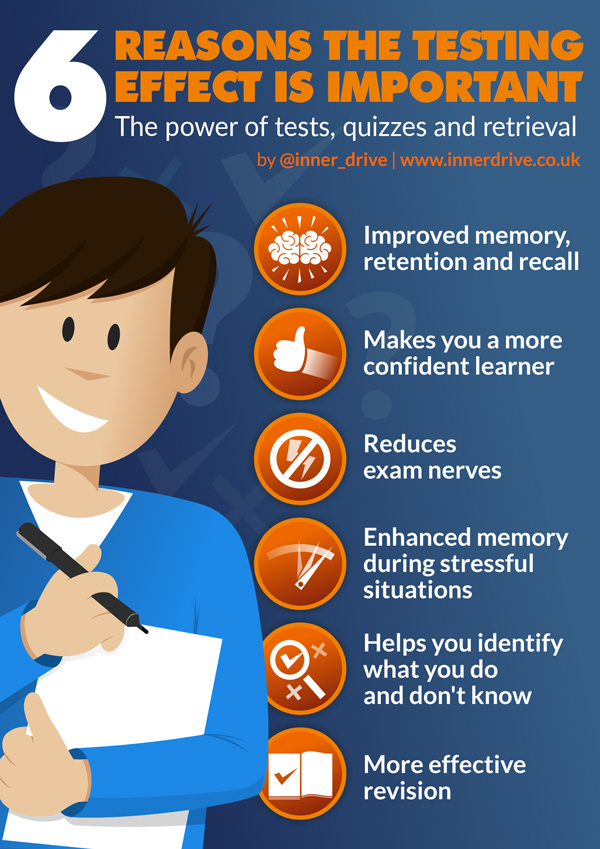 6 REASONS THE TESTING
EFFECT IS IMPORTANT
The power of tests, quizzes and retrieval
by @inner_drive | www.innerdrive.co.uk
Improved memory,
retention and recall
Makes you a more
confident learner
Reduces
exam nerves
Enhanced memory
during stressful
situations
Helps you identify
what you do
and don't know
More effective
revision